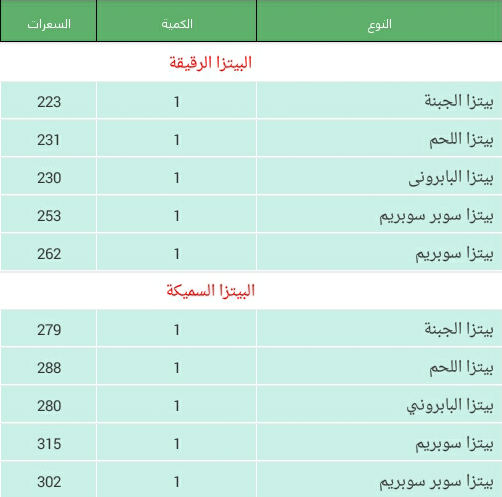 النوع الكمية السعرات
البيتزا الرقيقة
بيتزا الجبنة 1 223
بيتزا اللحم 1 231
بيتزا البابرونى 1 230
بيتزا سوبر سوبريم 1 253
بيتزا سوبريم 1 262
البيتزا السميكة
بيتزا الجبنة 1 279
بيتزا اللحم 1 288
بيتزا البابروني 1 280
بيتزا سوبريم 1 315
بيتزا سوبر سوبريم 1 302